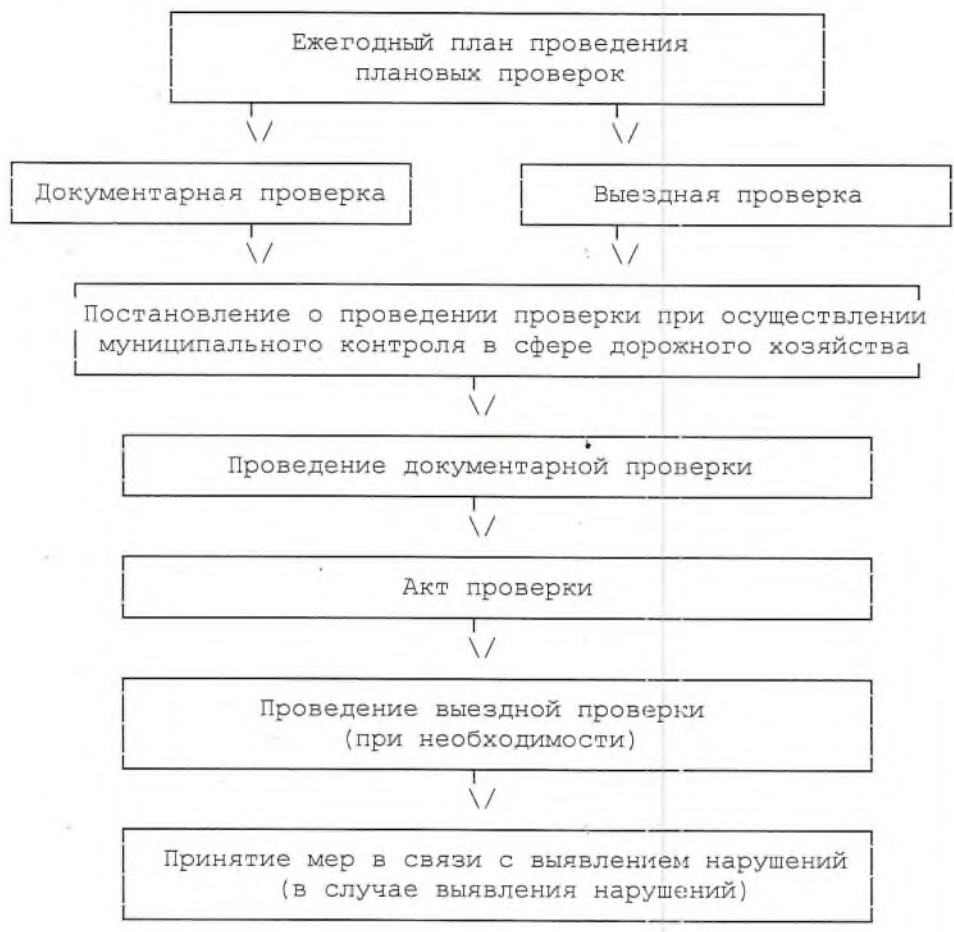 Ежегодный план проведения
плановых проверок
Документарная проверка
Выездная проверка
Постановление о проведении проверки при осуществлении
муниципального контроля в сфере дорожного хозяйства
Проведение документарной проверки
Акт проверки
Проведение выездной проверки
(при необходимости)
Принятие мер в связи с выявлением нарушений
(в случае выявления нарушений)